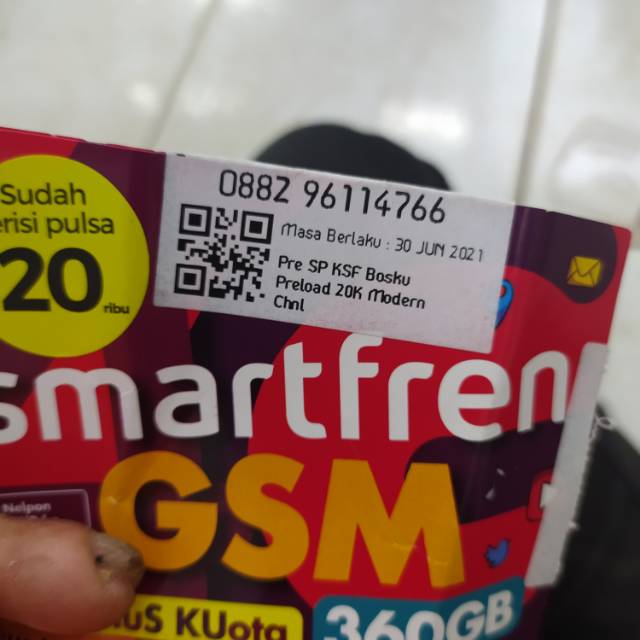 Sudah
erisi pulsa
20
ribu
0882 96114766
Masa Berlaku : 30 JUN 2021
Pre SP KSF Bosku
Preload 20K Modern
Chnl
smartfren
GSM
Nelpon
KUota
360GB